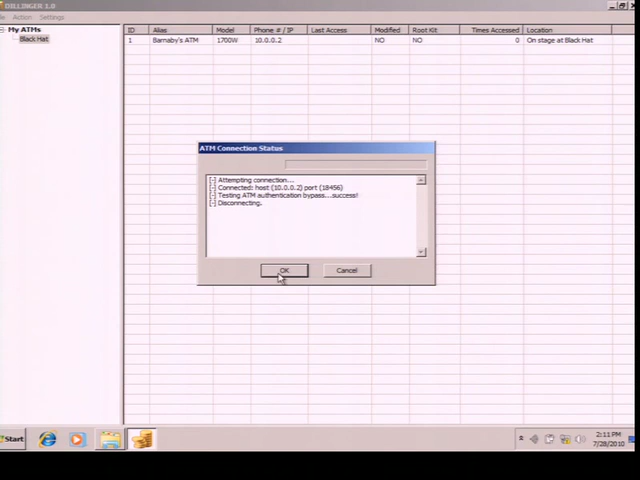 DILLINGER 1.0
Action Settings
My ATMs
Black Hat
ID Alias Model Phone # / IP Last Access Modified Root Kit Times Accessed Location
1 Barnaby's ATM 1700W 10.0.0.2 NO NO 0 On stage at Black Hat
ATM Connection Status
[-] Attempting connection...
[-] Connected: host (10.0.0.2) port (18456)
[-] Testing ATM authentication bypass...success!
[-] Disconnecting.
OK Cancel
Start
2:11 PM
7/28/2010